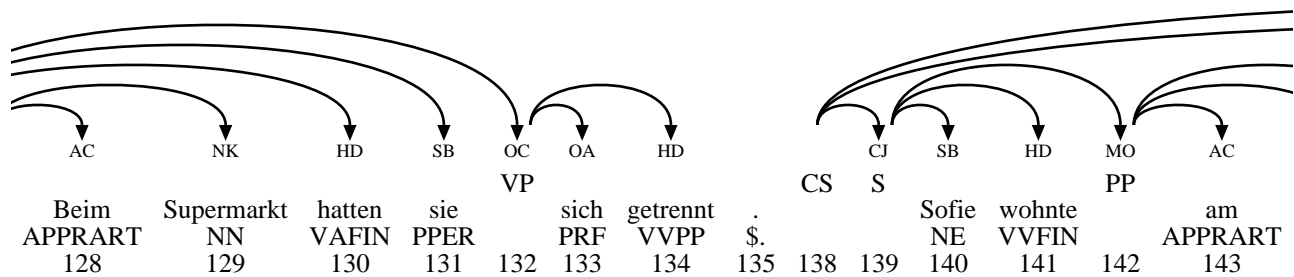 AC NK HD SB OC OA HD CJ SB HD MO AC
VP CS S PP
Beim Supermarkt hatten sie sich getrennt . Sofie wohnte am
APPRART NN VAFIN PPER PRF VVPP $. NE VVFIN APPRART
128 129 130 131 132 133 134 135 138 139 140 141 142 143